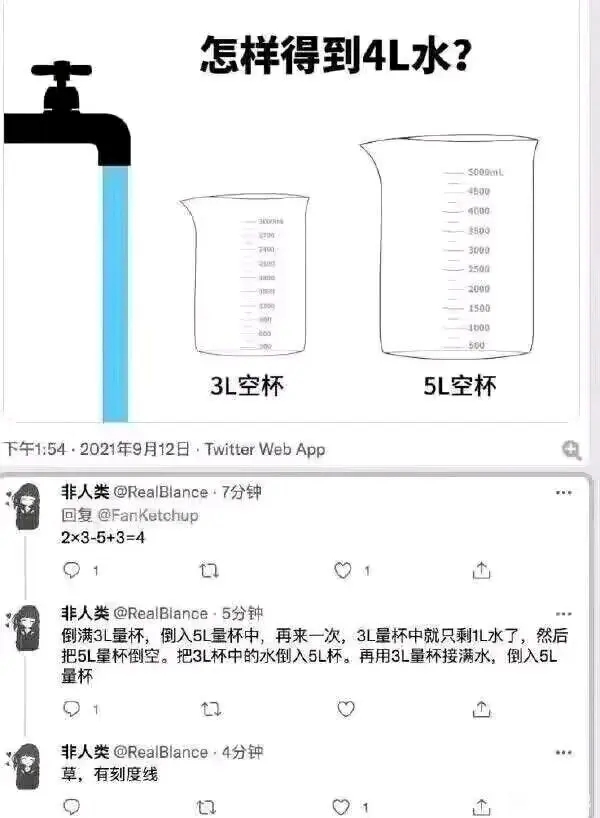 怎样得到4L水？
3000mL
2700
2400
5000mL
4500
4000
3500
3000
2500
2000
1500
1000
500
3L空杯
5L空杯
下午1:54 · 2021年9月12日 · Twitter Web App
非人类 @RealBlance · 7分钟
回复 @FanKetchup
2×3-5+3=4
1
1
非人类 @RealBlance · 5分钟
倒满3L量杯，倒入5L量杯中，再来一次，3L量杯中就只剩1L水了，然后
把5L量杯倒空。把3L杯中的水倒入5L杯。再用3L量杯接满水，倒入5L
量杯
1
非人类 @RealBlance · 4分钟
草，有刻度线
1